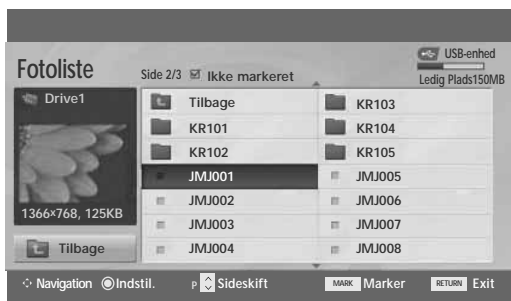 USB-enhed
Fotoliste
Side 2/3 Ikke markeret
Ledig Plads150MB
Drive1
1366×768, 125KB
Tilbage
Tilbage
KR101
KR102
JMJ001
JMJ002
JMJ003
JMJ004
KR103
KR104
KR105
JMJ005
JMJ006
JMJ007
JMJ008
Navigation Indstil. P Sideskift MARK Marker RETURN Exit